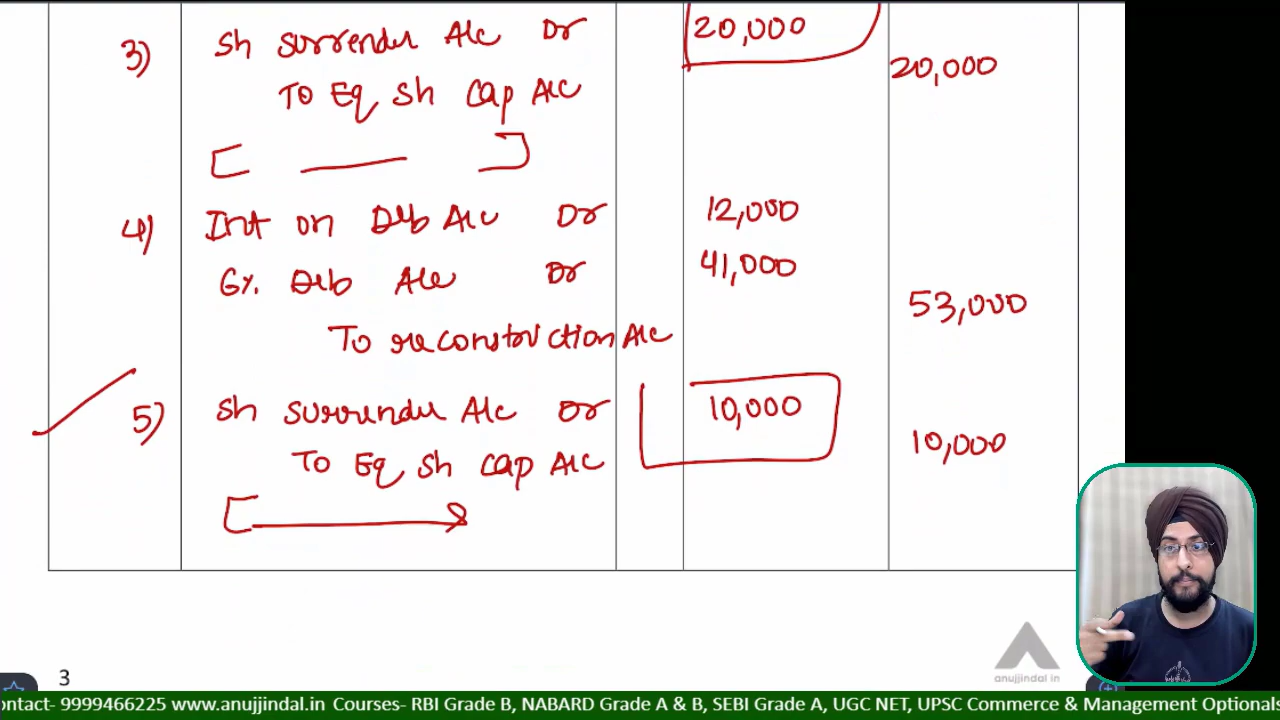 3) Sh surrender A/c Dr 20,000
To Eq Sh Cap A/c 20,000
4) Int on Deb A/c Dr 12,000
6% Deb A/c Dr 41,000
To reconstruction A/c 53,000
5) Sh surrender A/c Dr 10,000
To Eq Sh Cap A/c 10,000
3
anujjindal.in
ontact- 9999466225 www.anujjindal.in Courses- RBI Grade B, NABARD Grade A & B, SEBI Grade A, UGC NET, UPSC Commerce & Management Optionals